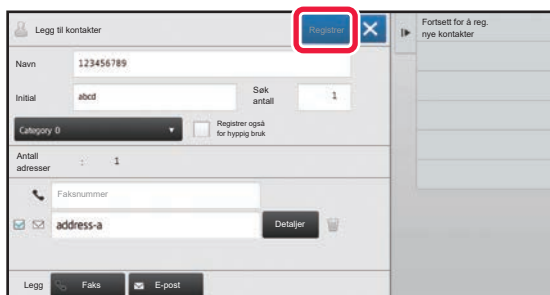 Legg til kontakter
Registrer
Fortsett for å reg.
nye kontakter
Navn
123456789
Initial
abcd
Søk
antall
1
Category 0
Registrer også
for hyppig bruk
Antall
adresser
:
1
Faksnummer
address-a
Detaljer
Legg
Faks
E-post